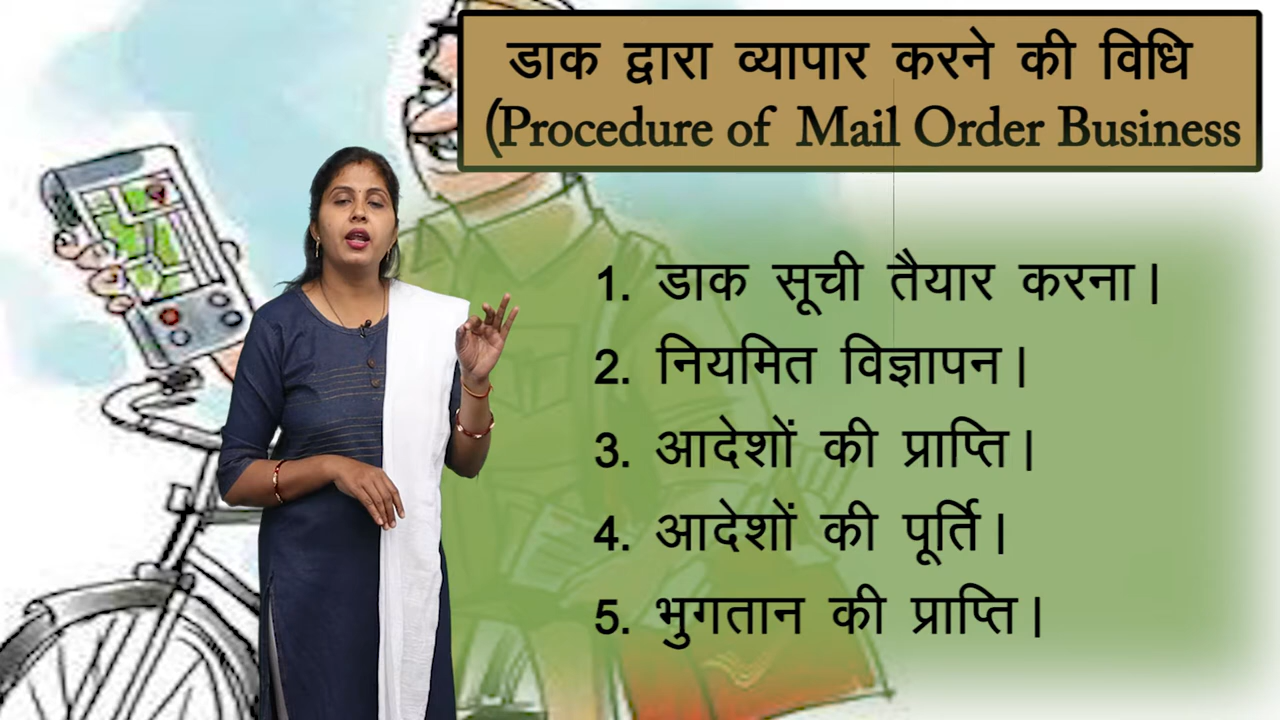 डाक द्वारा व्यापार करने की विधि
(Procedure of Mail Order Business
1. डाक सूची तैयार करना।
2. नियमित विज्ञापन।
3. आदेशों की प्राप्ति।
4. आदेशों की पूर्ति।
5. भुगतान की प्राप्ति।